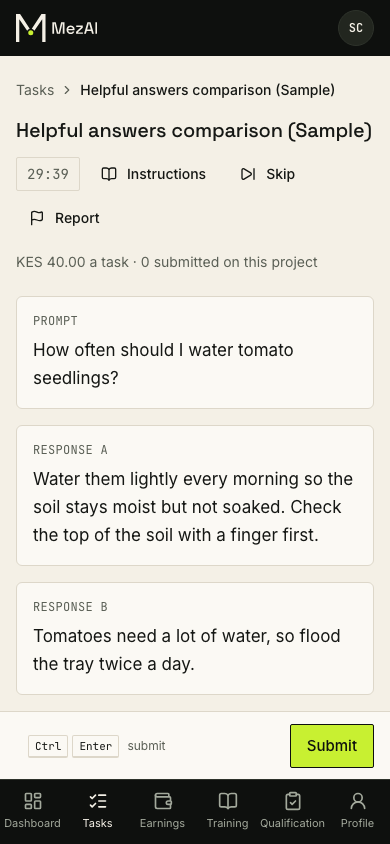 MezAI
SC
Tasks > Helpful answers comparison (Sample)
Helpful answers comparison (Sample)
29:39 Instructions Skip
Report
KES 40.00 a task · 0 submitted on this project
PROMPT
How often should I water tomato
seedlings?
RESPONSE A
Water them lightly every morning so the
soil stays moist but not soaked. Check
the top of the soil with a finger first.
RESPONSE B
Tomatoes need a lot of water, so flood
the tray twice a day.
Ctrl Enter submit Submit
Dashboard Tasks Earnings Training Qualification Profile